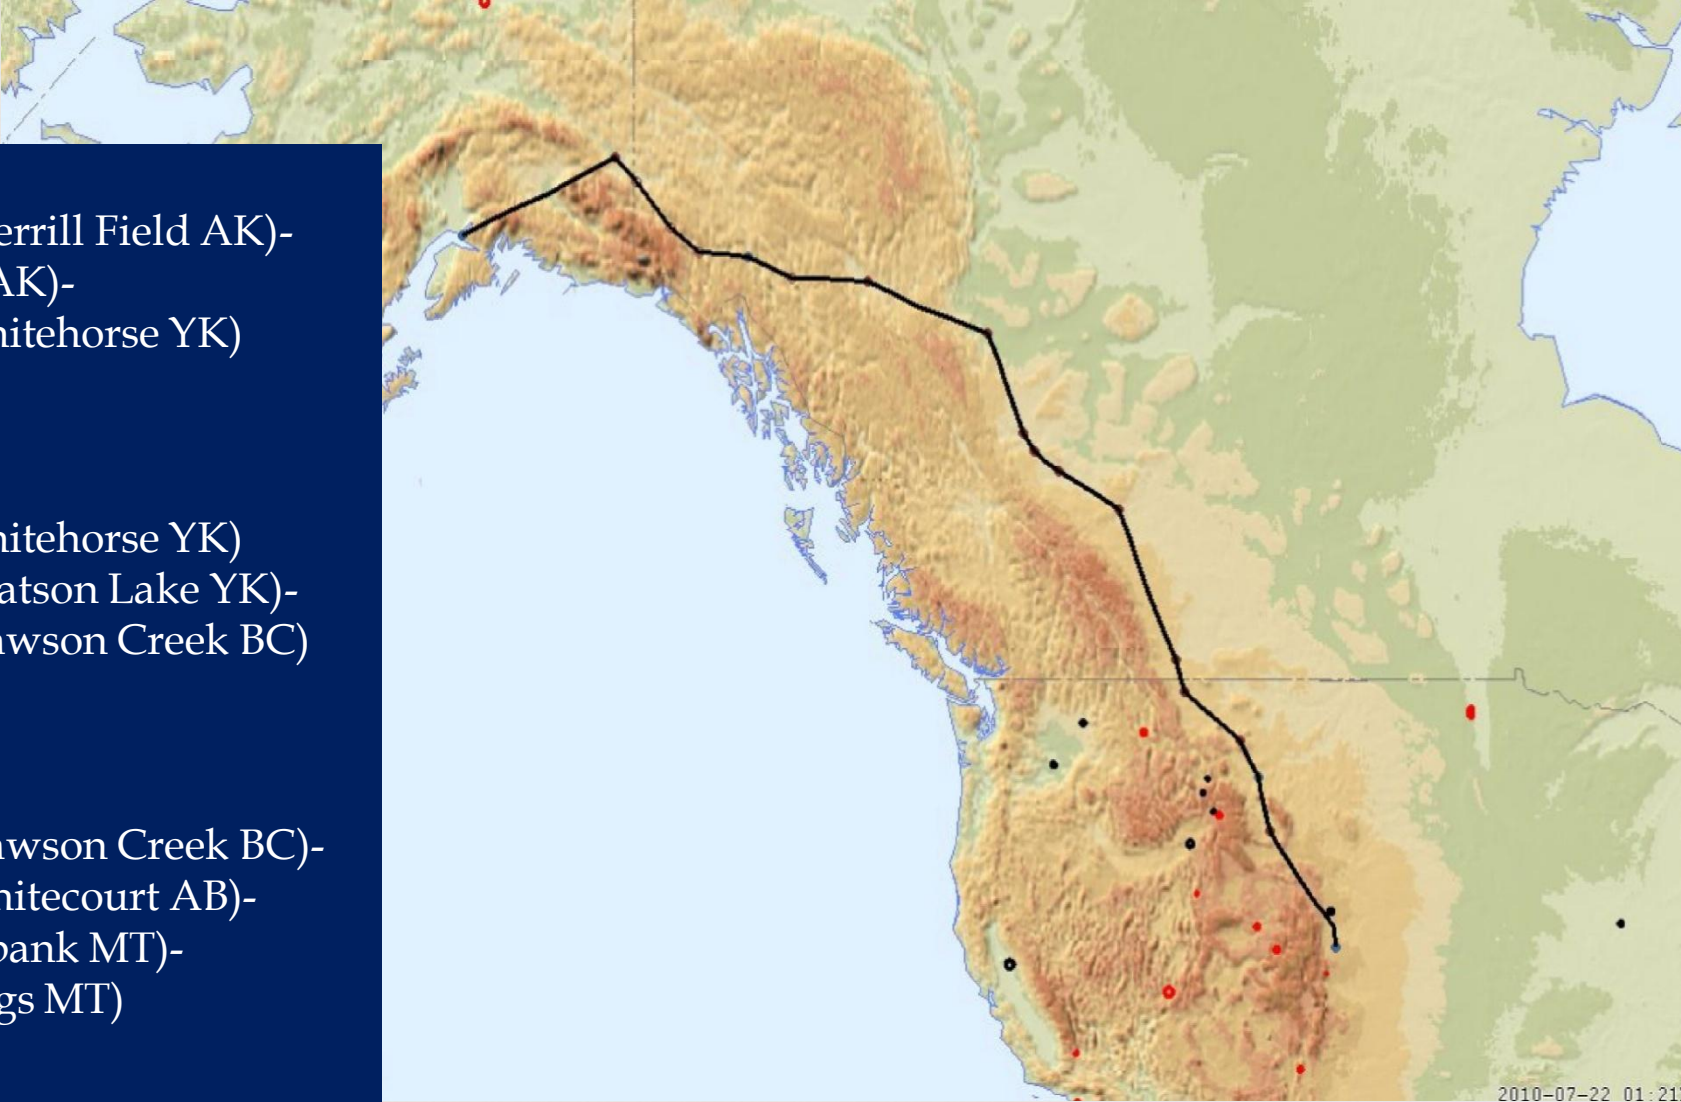 errill Field AK)-
AK)-
hitehorse YK)
hitehorse YK)
atson Lake YK)-
awson Creek BC)
awson Creek BC)-
hitecourt AB)-
bank MT)-
gs MT)
2010-07-22 01:21